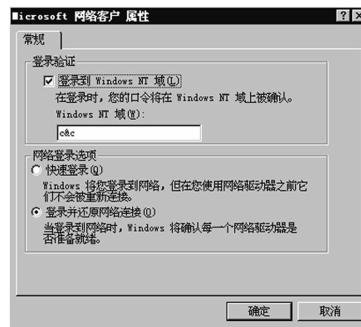 Microsoft 网络客户 属性
常规
登录验证
登录到 Windows NT 域(L)
在登录时，您的口令将在 Windows NT 域上被确认。
Windows NT 域(W):
c&c
网络登录选项
快速登录(Q)
Windows 将您登录到网络，但在您使用网络驱动器之前它
们不会被重新连接。
登录并还原网络连接(O)
当登录到网络时，Windows 将确认每一个网络驱动器是
否准备就绪。
确定
取消